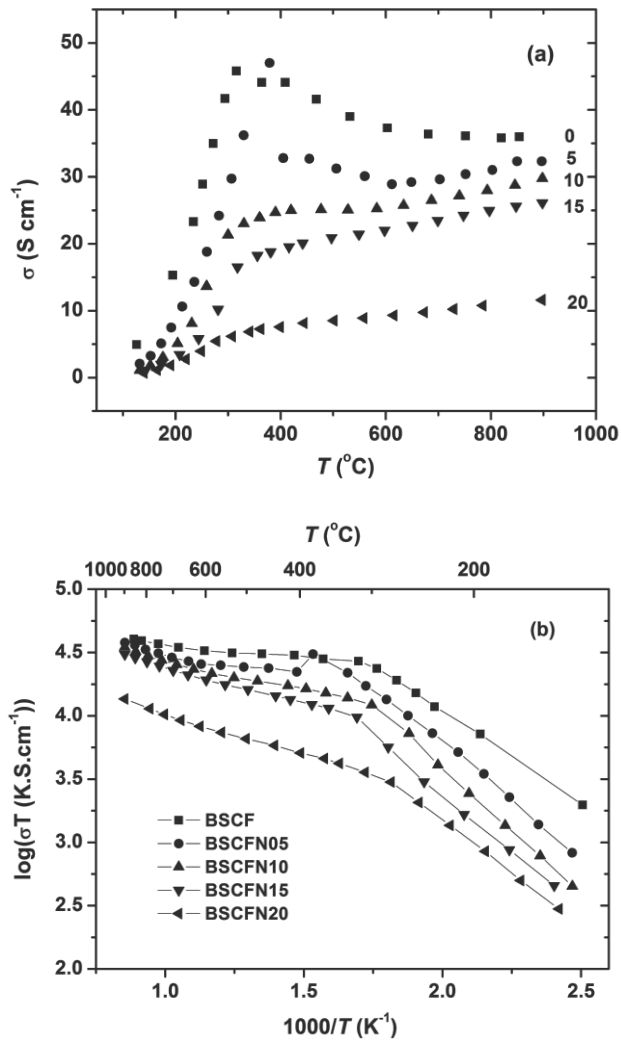 (a)
50
40
30
20
10
0
σ (S cm⁻¹)
0
5
10
15
20
200 400 600 800 1000
T (°C)
T (°C)
1000 800 600 400 200
(b)
5.0
4.5
4.0
3.5
3.0
2.5
2.0
log(σT (K.S.cm⁻¹))
BSCF
BSCFN05
BSCFN10
BSCFN15
BSCFN20
1.0 1.5 2.0 2.5
1000/T (K⁻¹)